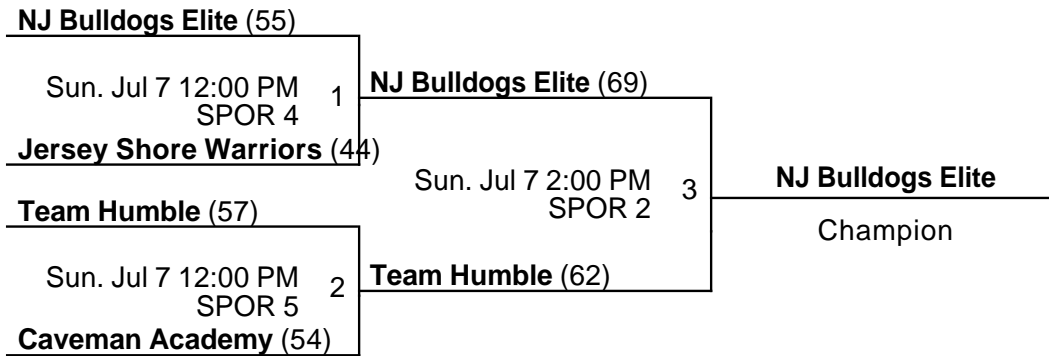 NJ Bulldogs Elite (55)
Sun. Jul 7 12:00 PM
SPOR 4
1
Jersey Shore Warriors (44)
NJ Bulldogs Elite (69)
Sun. Jul 7 2:00 PM
SPOR 2
3
NJ Bulldogs Elite
Champion
Team Humble (57)
Sun. Jul 7 12:00 PM
SPOR 5
2
Caveman Academy (54)
Team Humble (62)